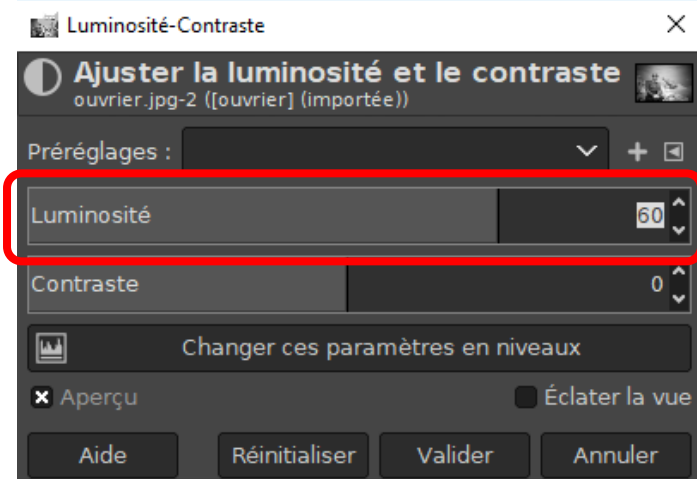 Luminosité-Contraste
Ajuster la luminosité et le contraste
ouvrier.jpg-2 ([ouvrier] (importée))
Préréglages :
Luminosité 60
Contraste 0
Changer ces paramètres en niveaux
Aperçu Éclater la vue
Aide Réinitialiser Valider Annuler